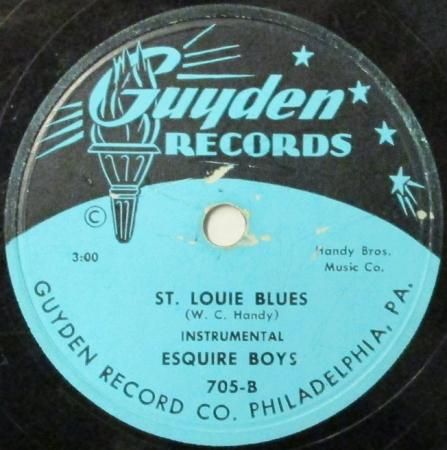 Guyden
RECORDS
©
3:00
Handy Bros.
Music Co.
ST. LOUIE BLUES
(W. C. Handy)
INSTRUMENTAL
ESQUIRE BOYS
705-B
GUYDEN RECORD CO. PHILADELPHIA, PA.